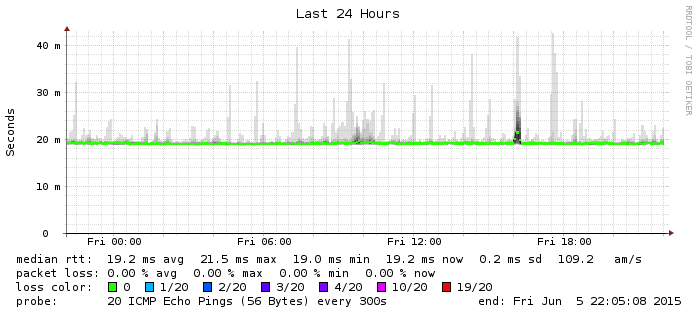 Last 24 Hours
RRDTOOL / TOBI OETIKER
Seconds
40 m
30 m
20 m
10 m
0
Fri 00:00 Fri 06:00 Fri 12:00 Fri 18:00
median rtt: 19.2 ms avg 21.5 ms max 19.0 ms min 19.2 ms now 0.2 ms sd 109.2 am/s
packet loss: 0.00 % avg 0.00 % max 0.00 % min 0.00 % now
loss color: 0 1/20 2/20 3/20 4/20 10/20 19/20
probe: 20 ICMP Echo Pings (56 Bytes) every 300s end: Fri Jun 5 22:05:08 2015